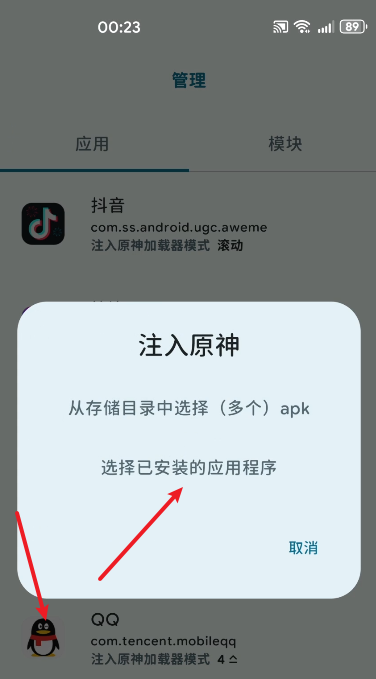 00:23
89
管理
应用
模块
抖音
com.ss.android.ugc.aweme
注入原神加载器模式 滚动
注入原神
从存储目录中选择（多个）apk
选择已安装的应用程序
取消
QQ
com.tencent.mobileqq
注入原神加载器模式 4